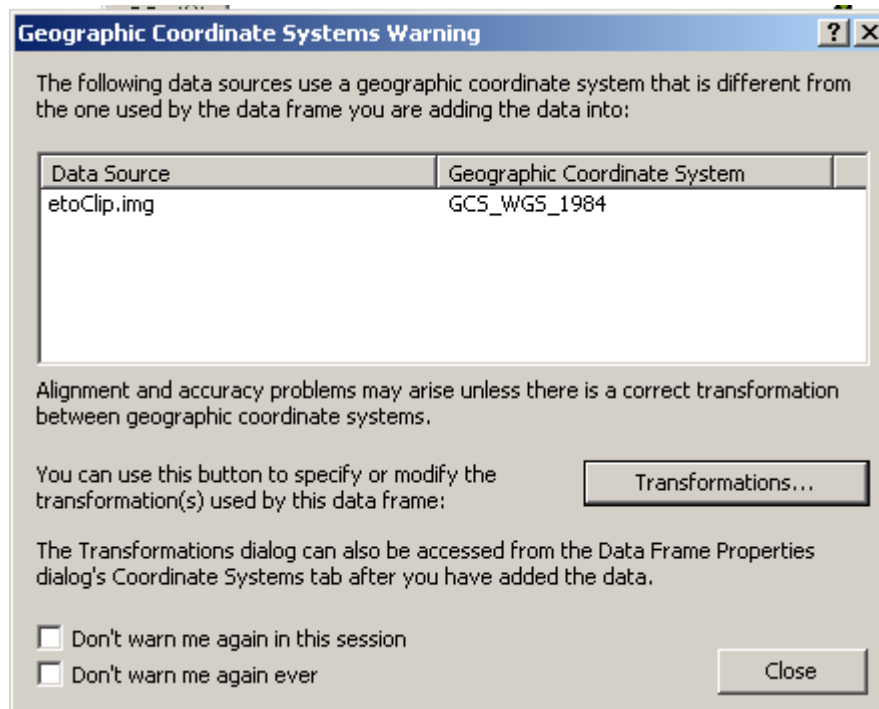 Geographic Coordinate Systems Warning
The following data sources use a geographic coordinate system that is different from
the one used by the data frame you are adding the data into:
Data Source Geographic Coordinate System
etoClip.img GCS_WGS_1984
Alignment and accuracy problems may arise unless there is a correct transformation
between geographic coordinate systems.
You can use this button to specify or modify the
transformation(s) used by this data frame:
Transformations...
The Transformations dialog can also be accessed from the Data Frame Properties
dialog's Coordinate Systems tab after you have added the data.
Don't warn me again in this session
Don't warn me again ever
Close